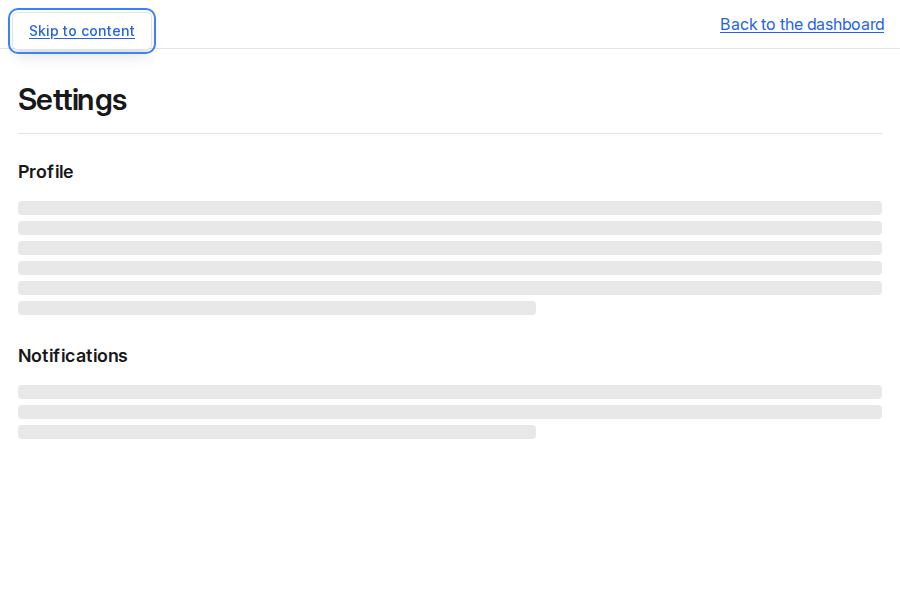 Skip to content
Back to the dashboard
Settings
Profile
Notifications